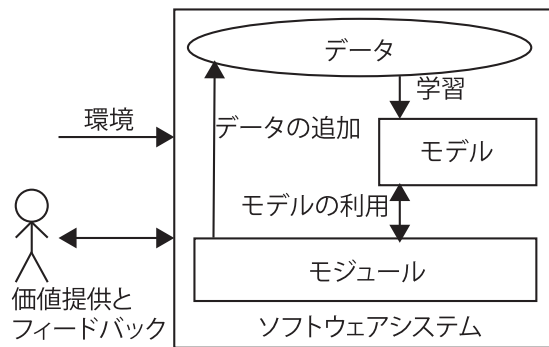 データ
学習
環境
データの追加
モデル
モデルの利用
モジュール
価値提供と
フィードバック
ソフトウェアシステム